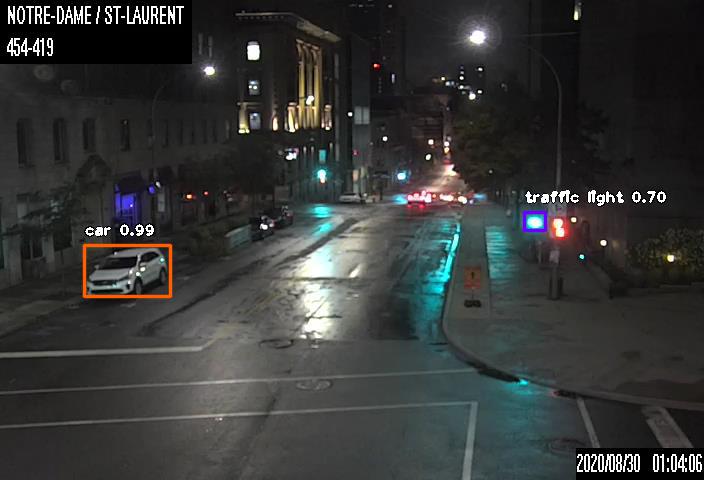 NOTRE-DAME / ST-LAURENT
454-419
traffic light 0.70
car 0.99
2020/08/30 01:04:06